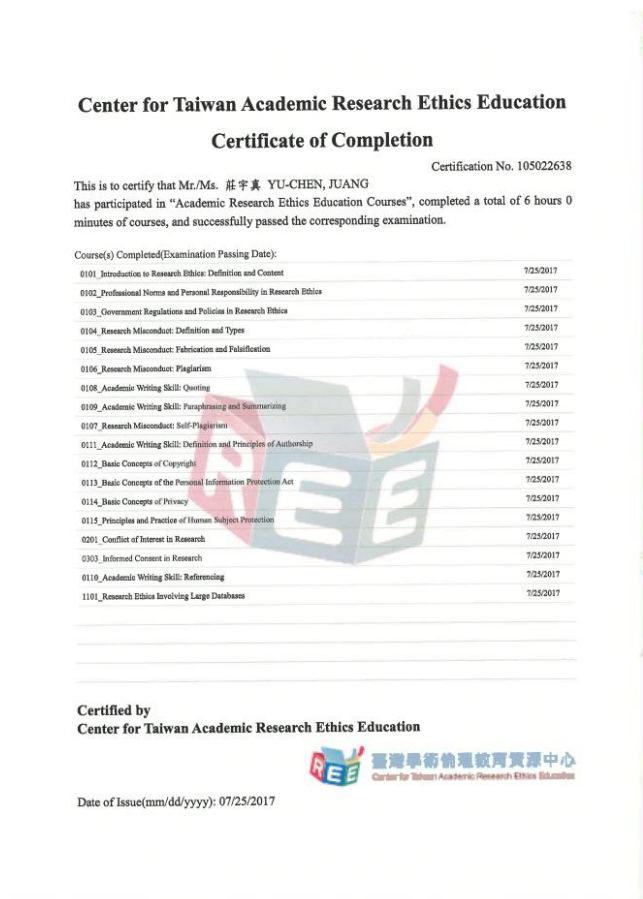 Center for Taiwan Academic Research Ethics Education
Certificate of Completion
Certification No. 105022638
This is to certify that Mr./Ms. 莊宇真 YU-CHEN, JUANG
has participated in “Academic Research Ethics Education Courses”, completed a total of 6 hours 0
minutes of courses, and successfully passed the corresponding examination.
Course(s) Completed(Examination Passing Date):
0101_Introduction to Research Ethics: Definition and Content 7/25/2017
0102_Professional Norms and Personal Responsibility in Research Ethics 7/25/2017
0103_Government Regulations and Policies in Research Ethics 7/25/2017
0104_Research Misconduct: Definition and Types 7/25/2017
0105_Research Misconduct: Fabrication and Falsification 7/25/2017
0106_Research Misconduct: Plagiarism 7/25/2017
0108_Academic Writing Skill: Quoting 7/25/2017
0109_Academic Writing Skill: Paraphrasing and Summarizing 7/25/2017
0107_Research Misconduct: Self-Plagiarism 7/25/2017
0111_Academic Writing Skill: Definition and Principles of Authorship 7/25/2017
0112_Basic Concepts of Copyright 7/25/2017
0113_Basic Concepts of the Personal Information Protection Act 7/25/2017
0114_Basic Concepts of Privacy 7/25/2017
0115_Principles and Practice of Human Subject Protection 7/25/2017
0201_Conflict of Interest in Research 7/25/2017
0303_Informed Consent in Research 7/25/2017
0110_Academic Writing Skill: Referencing 7/25/2017
1101_Research Ethics Involving Large Databases 7/25/2017
REE
Certified by
Center for Taiwan Academic Research Ethics Education
REE 臺灣學術倫理教育資源中心
Center for Taiwan Academic Research Ethics Education
Date of Issue(mm/dd/yyyy): 07/25/2017